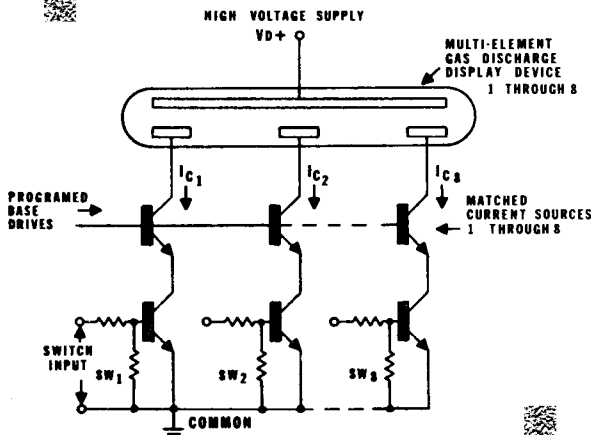 HIGH VOLTAGE SUPPLY
VD+
MULTI-ELEMENT
GAS DISCHARGE
DISPLAY DEVICE
1 THROUGH 8
IC1
IC2
IC8
PROGRAMED
BASE
DRIVES
MATCHED
CURRENT SOURCES
1 THROUGH 8
SWITCH
INPUT
SW1
SW2
SW8
COMMON